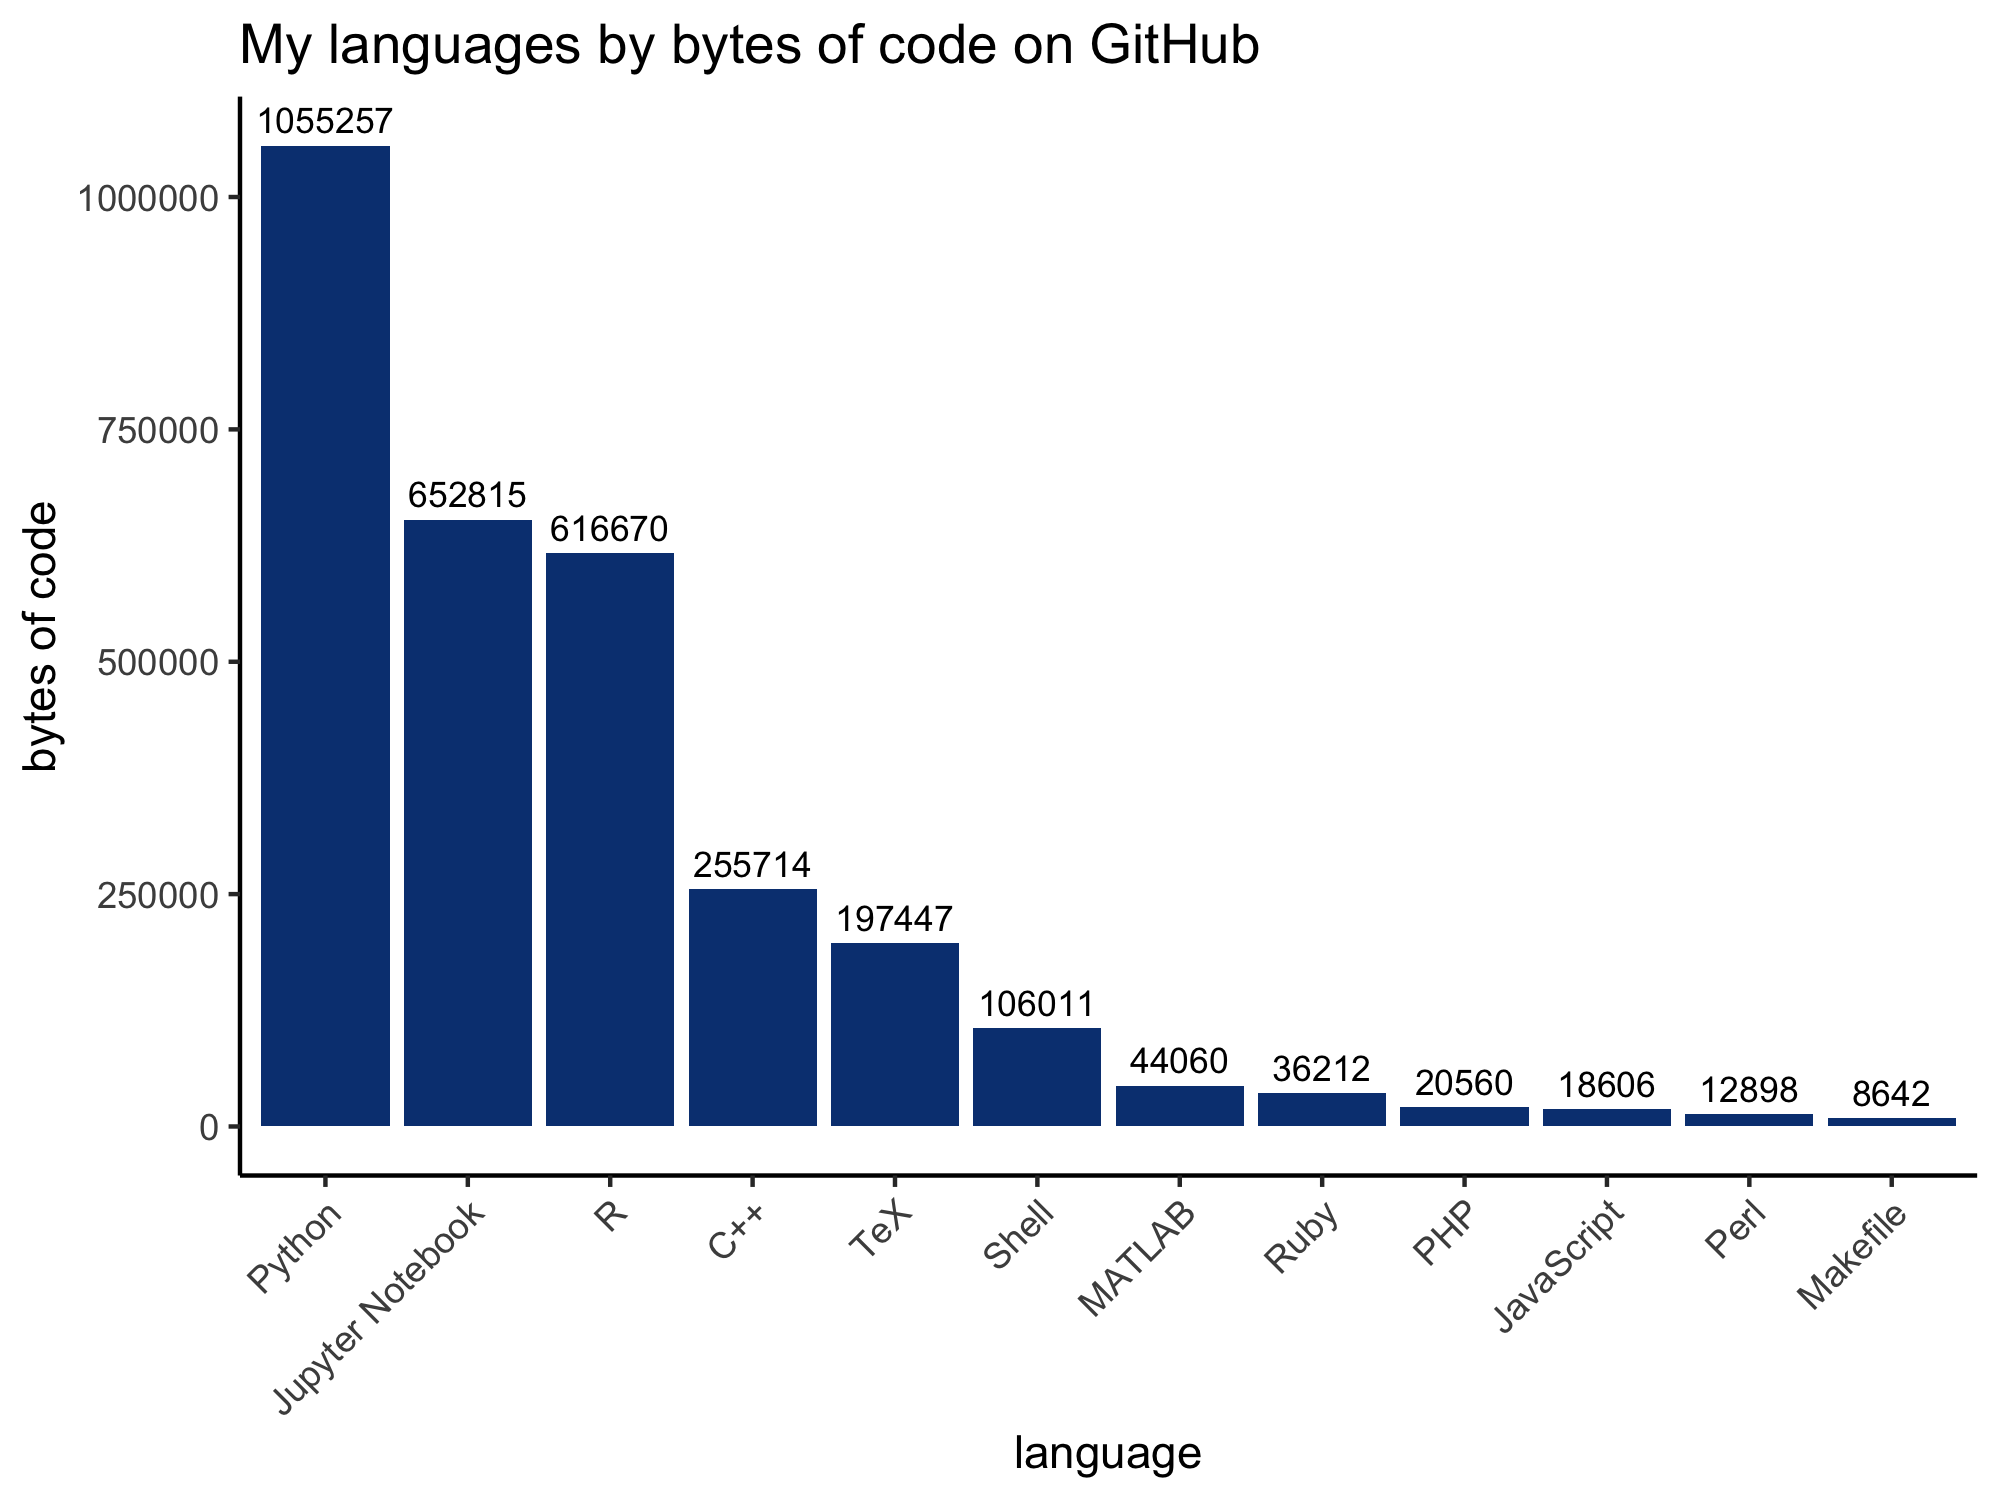 My languages by bytes of code on GitHub
bytes of code
1000000
750000
500000
250000
0
1055257
652815
616670
255714
197447
106011
44060
36212
20560
18606
12898
8642
Python
Jupyter Notebook
R
C++
TeX
Shell
MATLAB
Ruby
PHP
JavaScript
Perl
Makefile
language